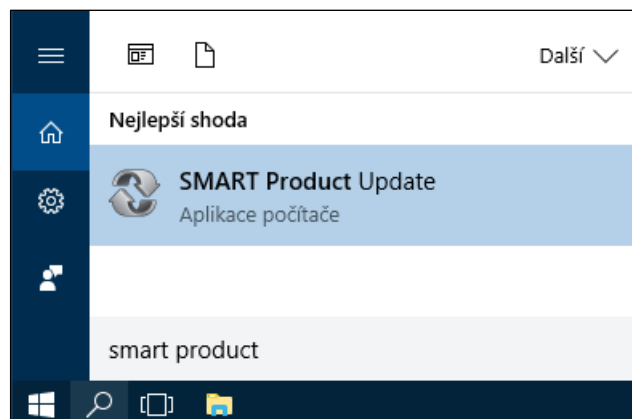 Další
Nejlepší shoda
SMART Product Update
Aplikace počítače
smart product